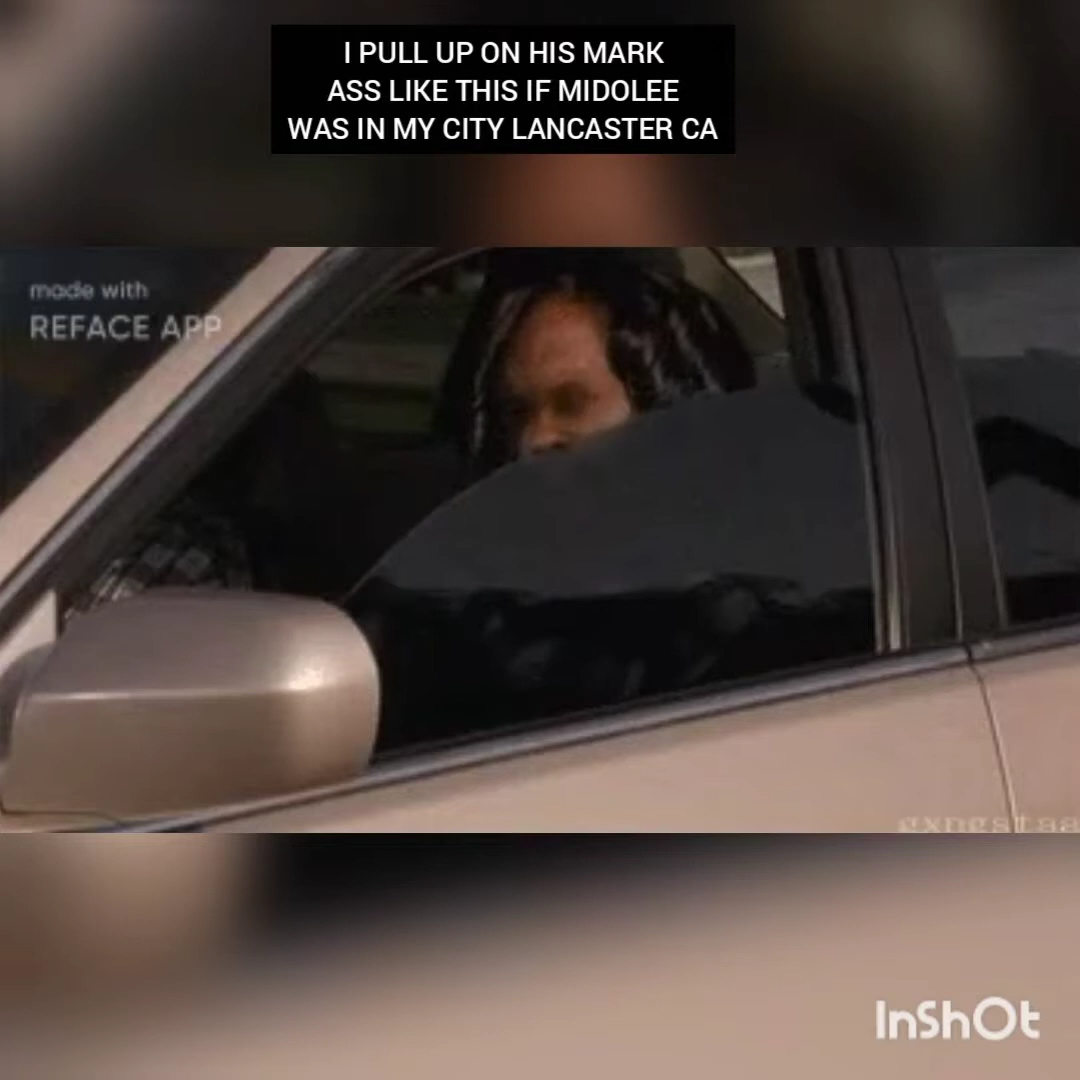 I PULL UP ON HIS MARK
ASS LIKE THIS IF MIDOLEE
WAS IN MY CITY LANCASTER CA
made with
REFACE APP
InShOt